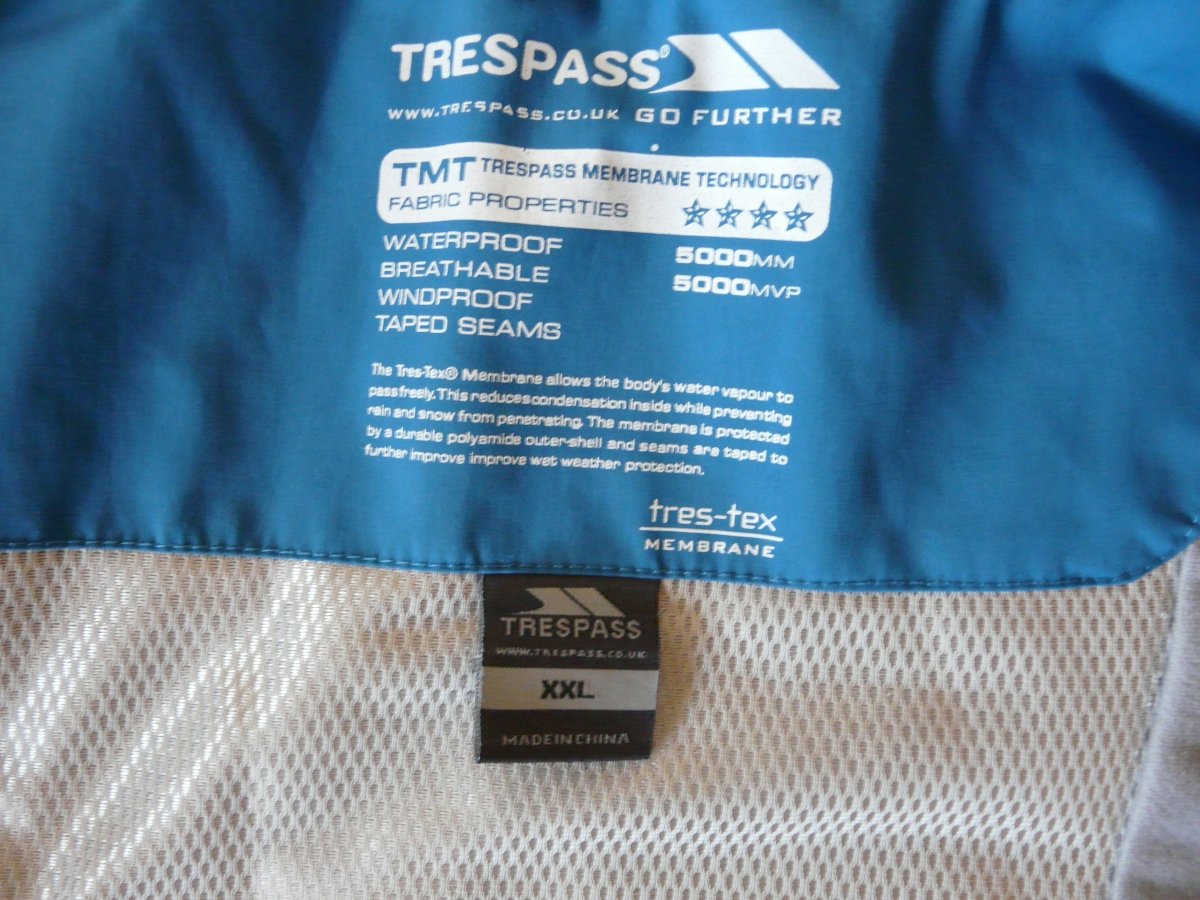 TRESPASS®
WWW.TRESPASS.CO.UK GO FURTHER
TMT TRESPASS MEMBRANE TECHNOLOGY
FABRIC PROPERTIES
WATERPROOF 5000MM
BREATHABLE 5000MVP
WINDPROOF
TAPED SEAMS
The Tres-Tex® Membrane allows the body's water vapour to
pass freely. This reduces condensation inside while preventing
rain and snow from penetrating. The membrane is protected
by a durable polyamide outer-shell and seams are taped to
further improve improve wet weather protection.
tres-tex
MEMBRANE
TRESPASS
WWW.TRESPASS.CO.UK
XXL
MADE IN CHINA